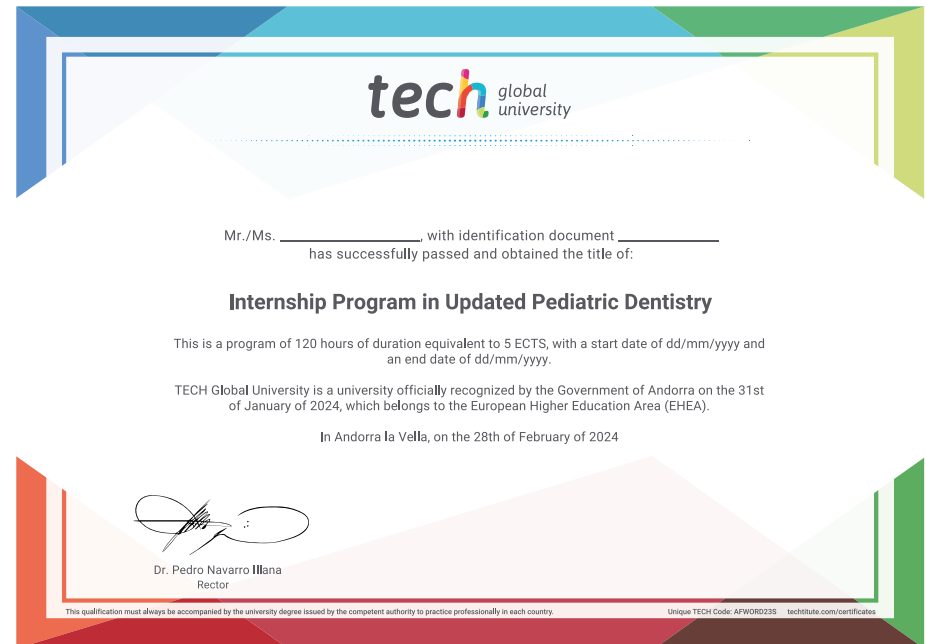 tech global university
Mr./Ms. ____________, with identification document ____________
has successfully passed and obtained the title of:
Internship Program in Updated Pediatric Dentistry
This is a program of 120 hours of duration equivalent to 5 ECTS, with a start date of dd/mm/yyyy and
an end date of dd/mm/yyyy.
TECH Global University is a university officially recognized by the Government of Andorra on the 31st
of January of 2024, which belongs to the European Higher Education Area (EHEA).
In Andorra la Vella, on the 28th of February of 2024
Dr. Pedro Navarro Illana
Rector
This qualification must always be accompanied by the university degree issued by the competent authority to practice professionally in each country.
Unique TECH Code: AFWORD23S techtitute.com/certificates